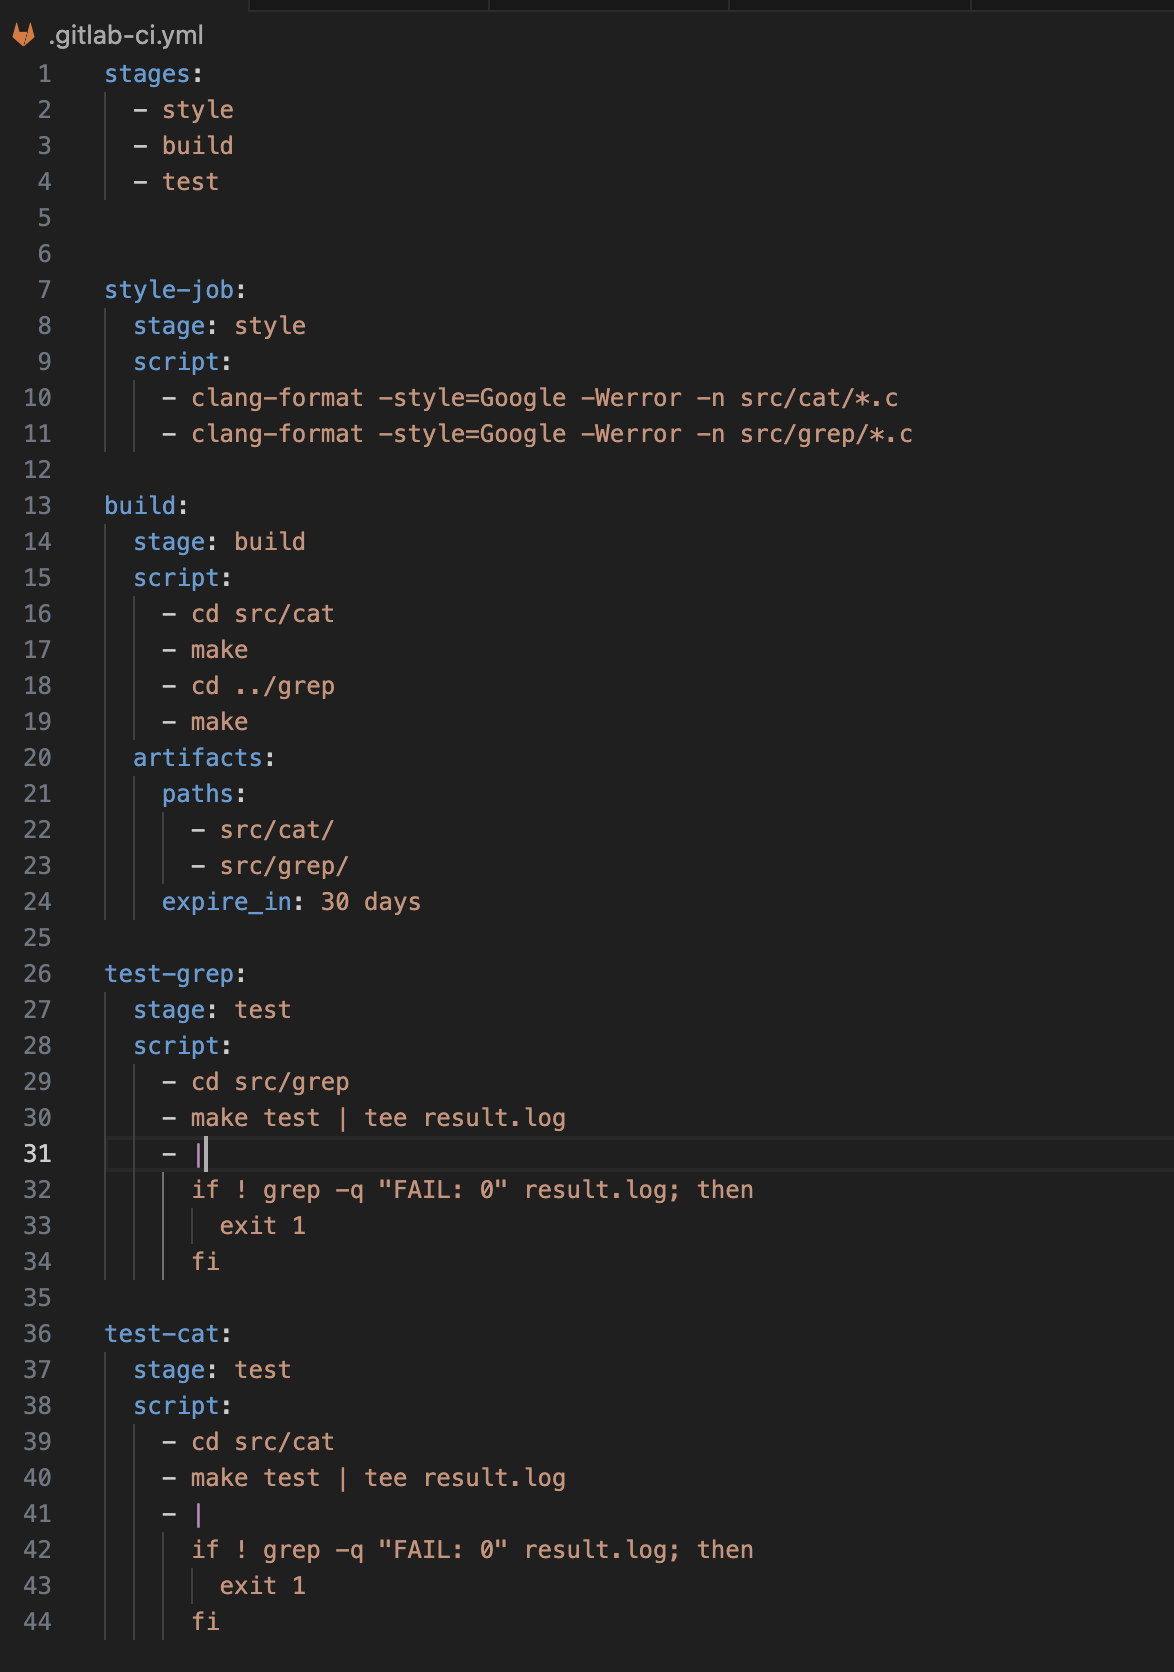 .gitlab-ci.yml
1 stages:
2   - style
3   - build
4   - test
5
6
7 style-job:
8   stage: style
9   script:
10     - clang-format -style=Google -Werror -n src/cat/*.c
11     - clang-format -style=Google -Werror -n src/grep/*.c
12
13 build:
14   stage: build
15   script:
16     - cd src/cat
17     - make
18     - cd ../grep
19     - make
20   artifacts:
21     paths:
22       - src/cat/
23       - src/grep/
24     expire_in: 30 days
25
26 test-grep:
27   stage: test
28   script:
29     - cd src/grep
30     - make test | tee result.log
31     - |
32       if ! grep -q "FAIL: 0" result.log; then
33         exit 1
34       fi
35
36 test-cat:
37   stage: test
38   script:
39     - cd src/cat
40     - make test | tee result.log
41     - |
42       if ! grep -q "FAIL: 0" result.log; then
43         exit 1
44       fi